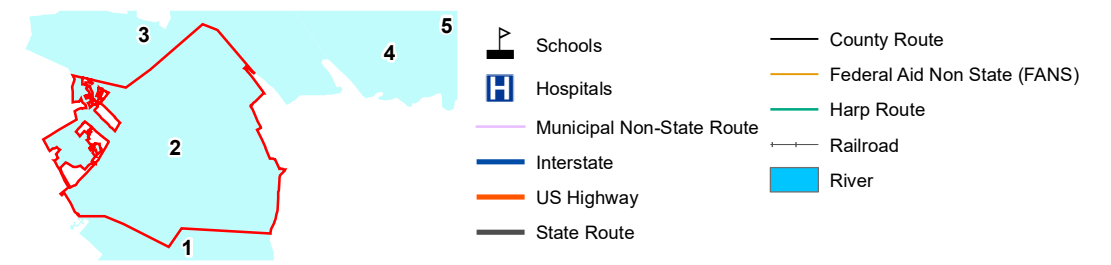 3
5
4
2
1
Schools
H
Hospitals
Municipal Non-State Route
Interstate
US Highway
State Route
County Route
Federal Aid Non State (FANS)
Harp Route
Railroad
River